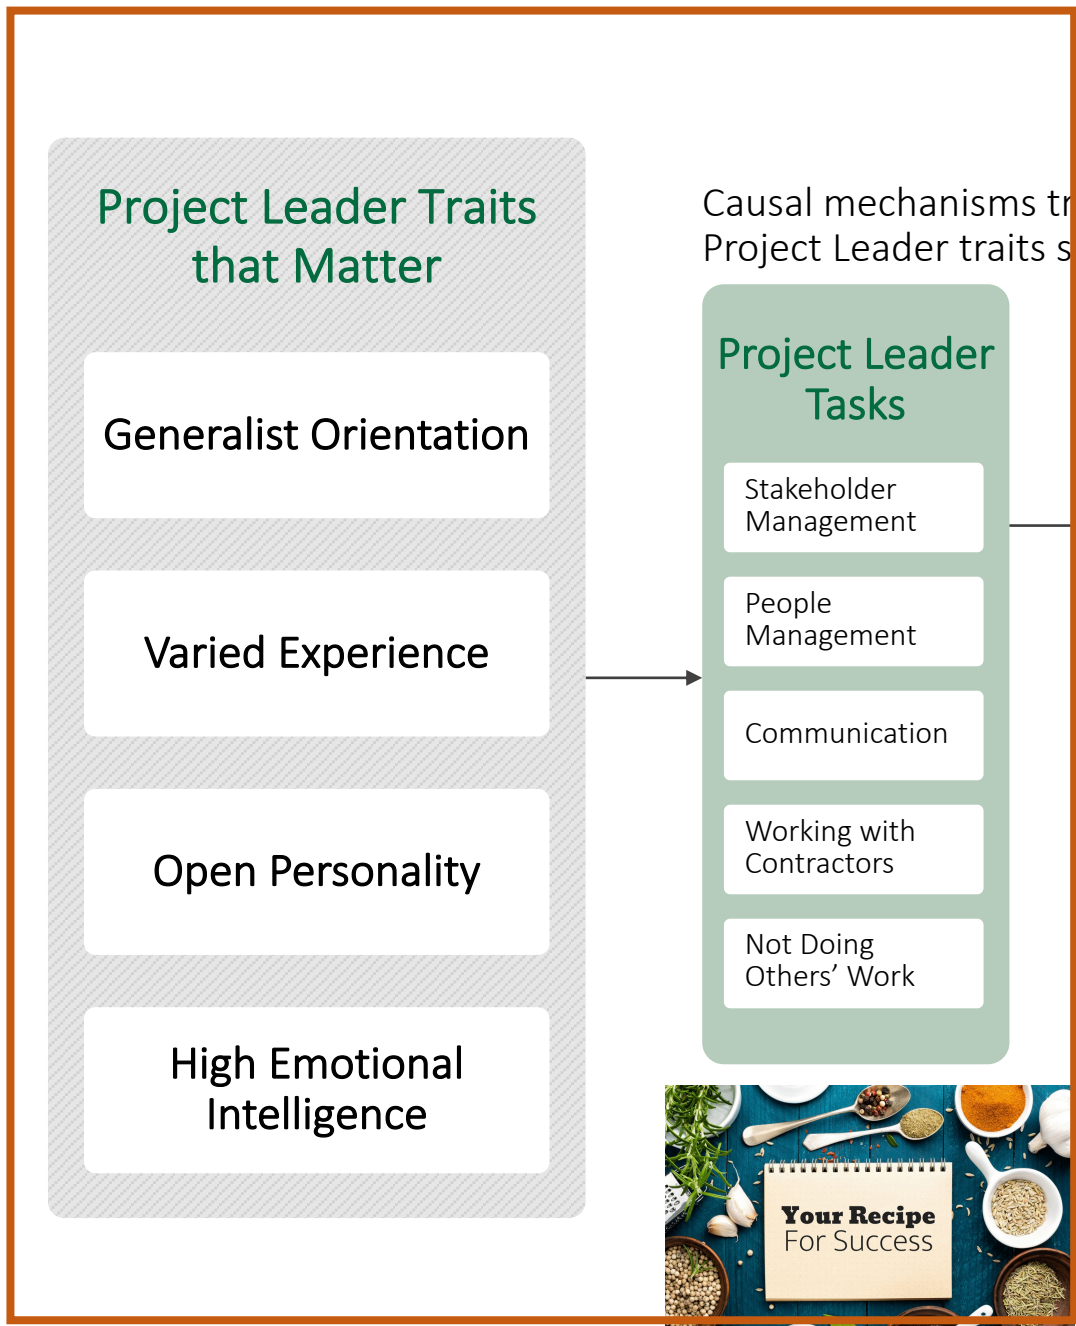 Project Leader Traits
that Matter
Generalist Orientation
Varied Experience
Open Personality
High Emotional
Intelligence
Causal mechanisms
Project Leader traits
Project Leader
Tasks
Stakeholder
Management
People
Management
Communication
Working with
Contractors
Not Doing
Others’ Work
Your Recipe
For Success